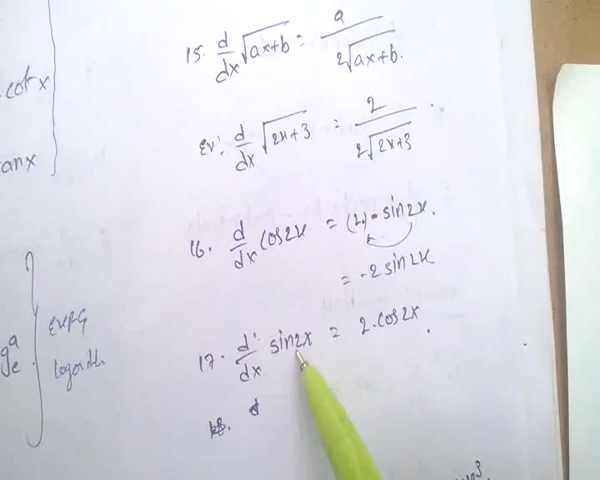 15. d/dx √ax+b = a / 2√ax+b.
cot x
anx
Ex: d/dx √2x+3 = 2 / 2√2x+3
16. d/dx cos2x = (2)• sin2x.
= -2 sin2x
17. d/dx sin2x = 2.cos2x.
18. d